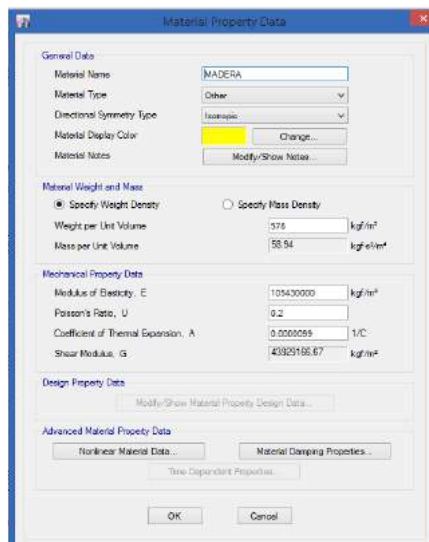 Material Property Data
General Data
Material Name MADERA
Material Type Other
Directional Symmetry Type Isotropic
Material Display Color Change...
Material Notes Modify/Show Notes...
Material Weight and Mass
Specify Weight Density Specify Mass Density
Weight per Unit Volume 578 kgf/m³
Mass per Unit Volume 58.94 kgf-s²/m⁴
Mechanical Property Data
Modulus of Elasticity, E 105430000 kgf/m²
Poisson's Ratio, U 0.2
Coefficient of Thermal Expansion, A 0.0000099 1/C
Shear Modulus, G 43929166.67 kgf/m²
Design Property Data
Modify/Show Material Property Design Data...
Advanced Material Property Data
Nonlinear Material Data... Material Damping Properties...
Time Dependent Properties...
OK Cancel